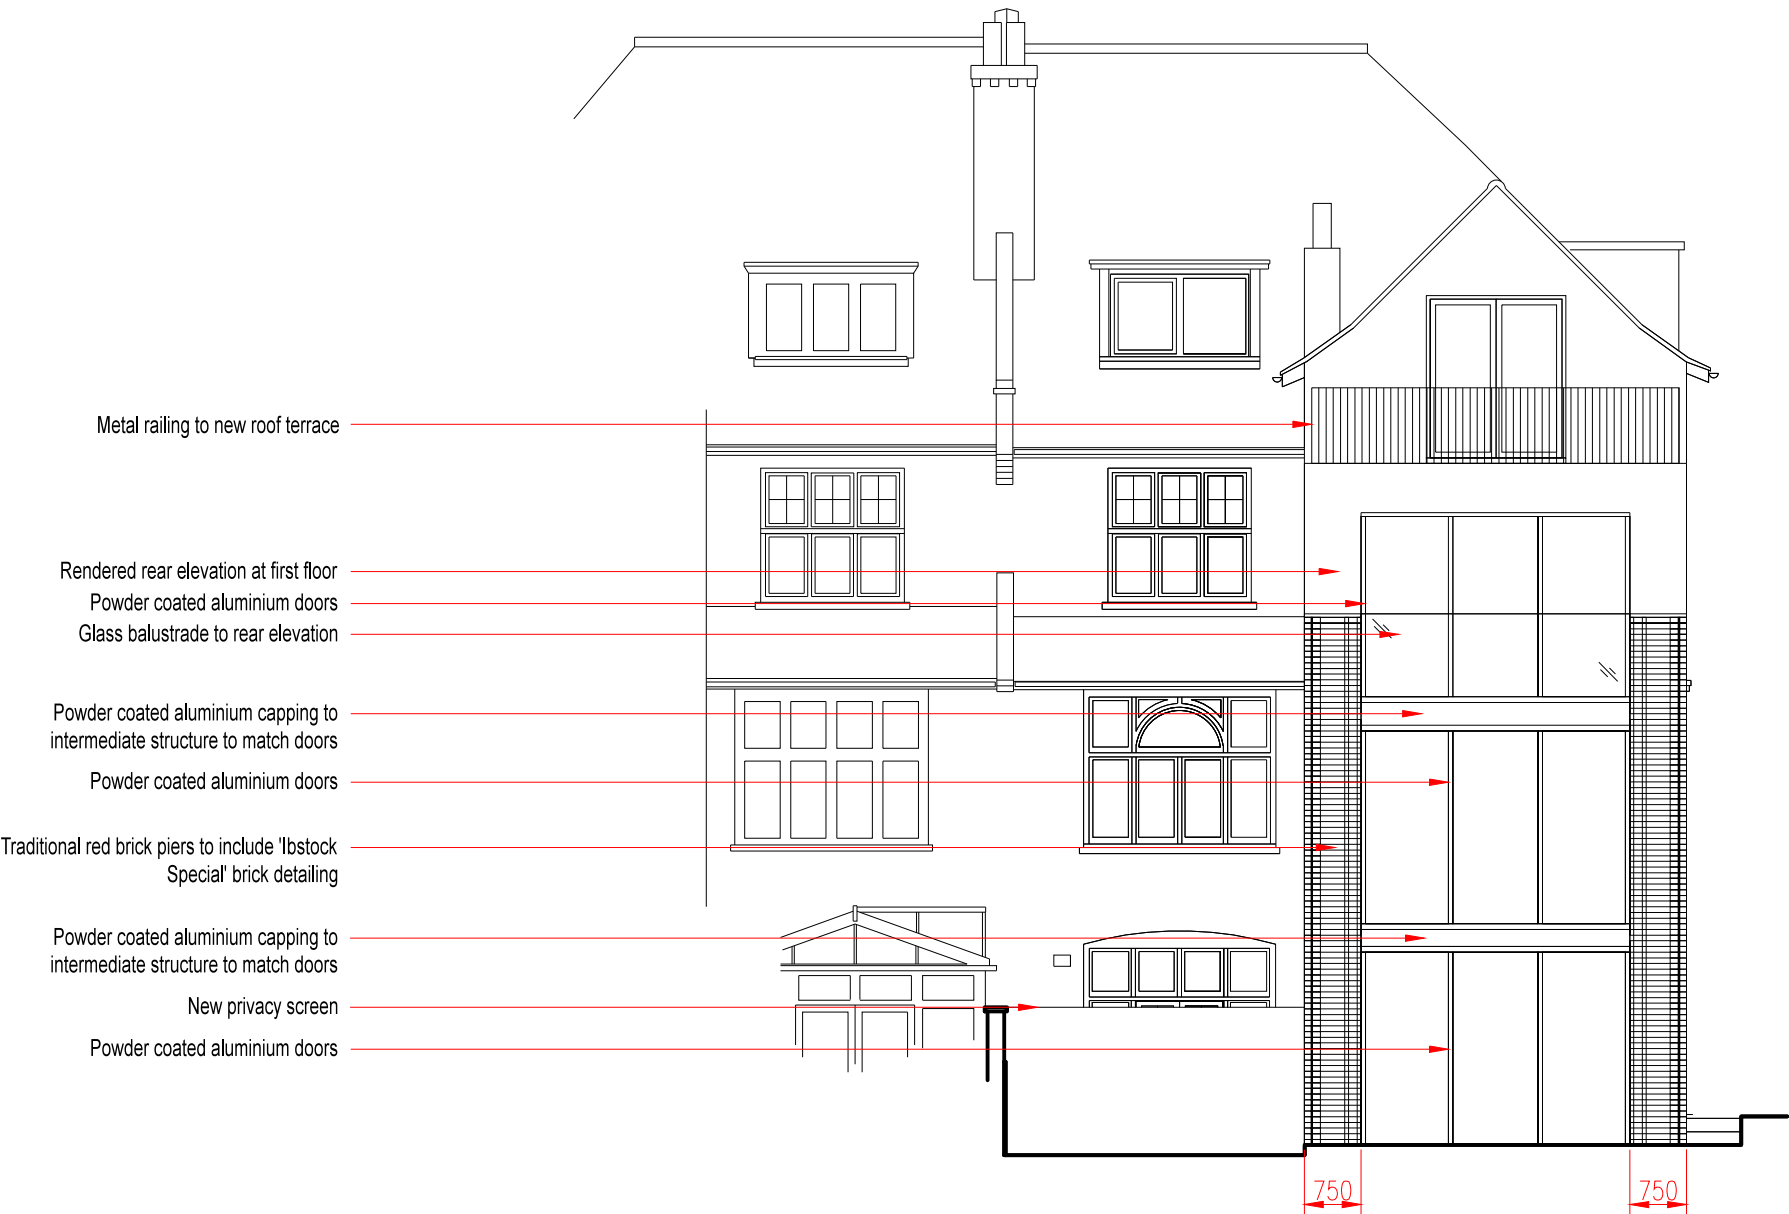 Metal railing to new roof terrace
Rendered rear elevation at first floor
Powder coated aluminium doors
Glass balustrade to rear elevation
Powder coated aluminium capping to
intermediate structure to match doors
Powder coated aluminium doors
Traditional red brick piers to include 'Ibstock
Special' brick detailing
Powder coated aluminium capping to
intermediate structure to match doors
New privacy screen
Powder coated aluminium doors
750
750